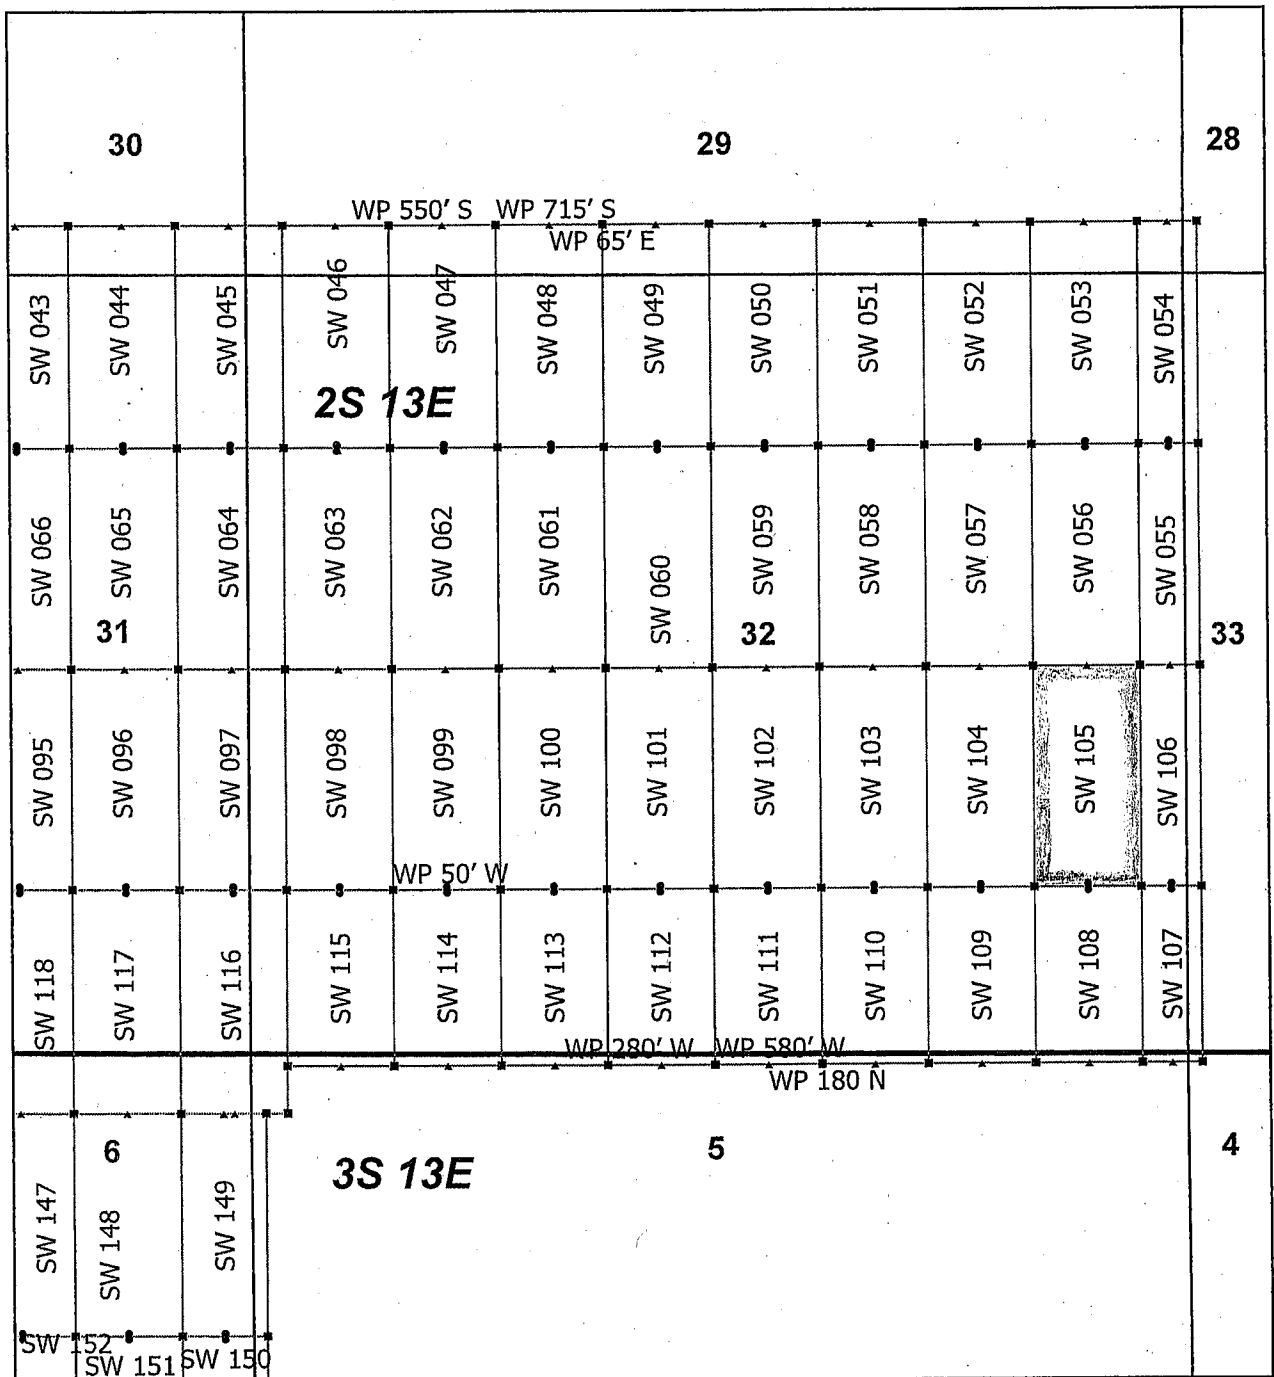 30
29
28
WP 550' S
WP 715' S
WP 65' E
SW 043
SW 044
SW 045
SW 046
SW 047
SW 048
SW 049
SW 050
SW 051
SW 052
SW 053
SW 054
2S 13E
SW 066
SW 065
SW 064
SW 063
SW 062
SW 061
SW 060
SW 059
SW 058
SW 057
SW 056
SW 055
31
32
33
SW 095
SW 096
SW 097
SW 098
SW 099
SW 100
SW 101
SW 102
SW 103
SW 104
SW 105
SW 106
WP 50' W
SW 118
SW 117
SW 116
SW 115
SW 114
SW 113
SW 112
SW 111
SW 110
SW 109
SW 108
SW 107
WP 280' W
WP 580' W
WP 180 N
6
5
4
3S 13E
SW 147
SW 148
SW 149
SW 152
SW 151
SW 150